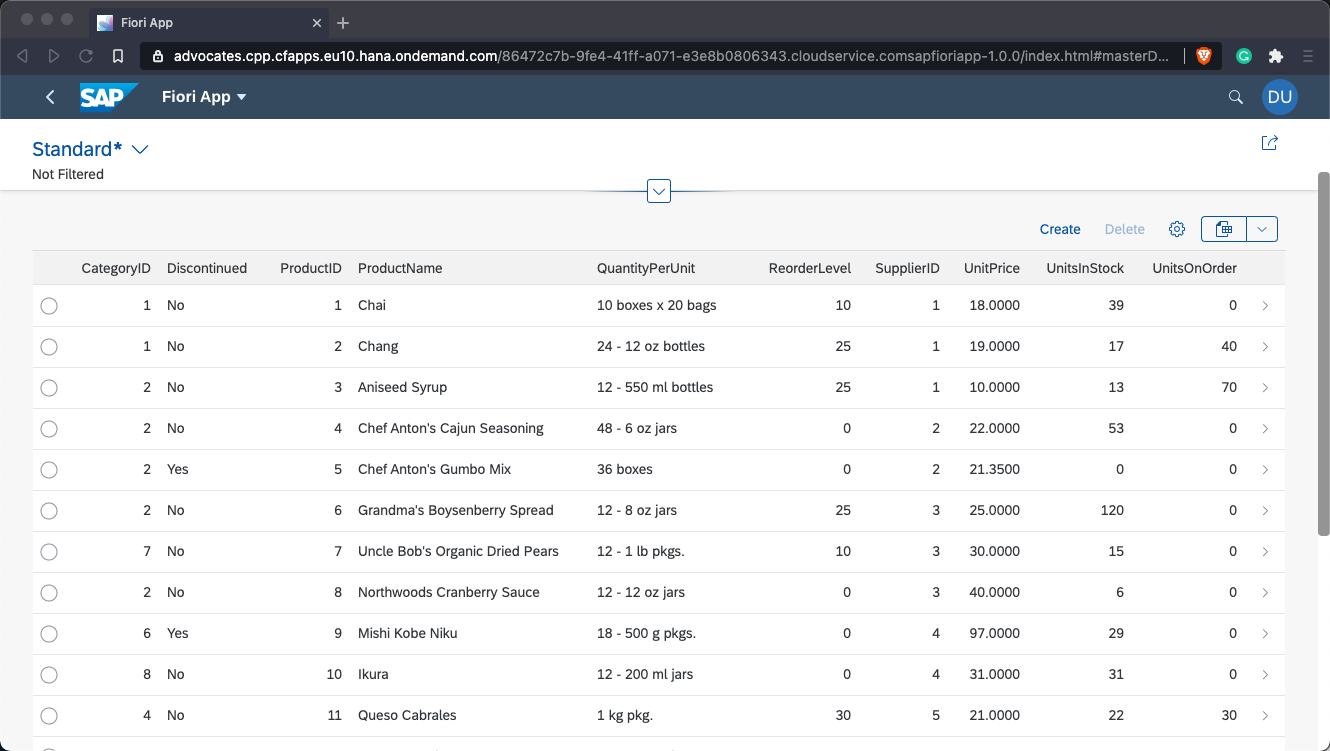 Fiori App
advocates.cpp.cfapps.eu10.hana.ondemand.com/86472c7b-9fe4-41ff-a071-e3e8b0806343.cloudservice.comsapfioriapp-1.0.0/index.html#masterD...
SAP Fiori App DU
Standard*
Not Filtered
Create Delete
CategoryID Discontinued ProductID ProductName QuantityPerUnit ReorderLevel SupplierID UnitPrice UnitsInStock UnitsOnOrder
1 No 1 Chai 10 boxes x 20 bags 10 1 18.0000 39 0
1 No 2 Chang 24 - 12 oz bottles 25 1 19.0000 17 40
2 No 3 Aniseed Syrup 12 - 550 ml bottles 25 1 10.0000 13 70
2 No 4 Chef Anton's Cajun Seasoning 48 - 6 oz jars 0 2 22.0000 53 0
2 Yes 5 Chef Anton's Gumbo Mix 36 boxes 0 2 21.3500 0 0
2 No 6 Grandma's Boysenberry Spread 12 - 8 oz jars 25 3 25.0000 120 0
7 No 7 Uncle Bob's Organic Dried Pears 12 - 1 lb pkgs. 10 3 30.0000 15 0
2 No 8 Northwoods Cranberry Sauce 12 - 12 oz jars 0 3 40.0000 6 0
6 Yes 9 Mishi Kobe Niku 18 - 500 g pkgs. 0 4 97.0000 29 0
8 No 10 Ikura 12 - 200 ml jars 0 4 31.0000 31 0
4 No 11 Queso Cabrales 1 kg pkg. 30 5 21.0000 22 30